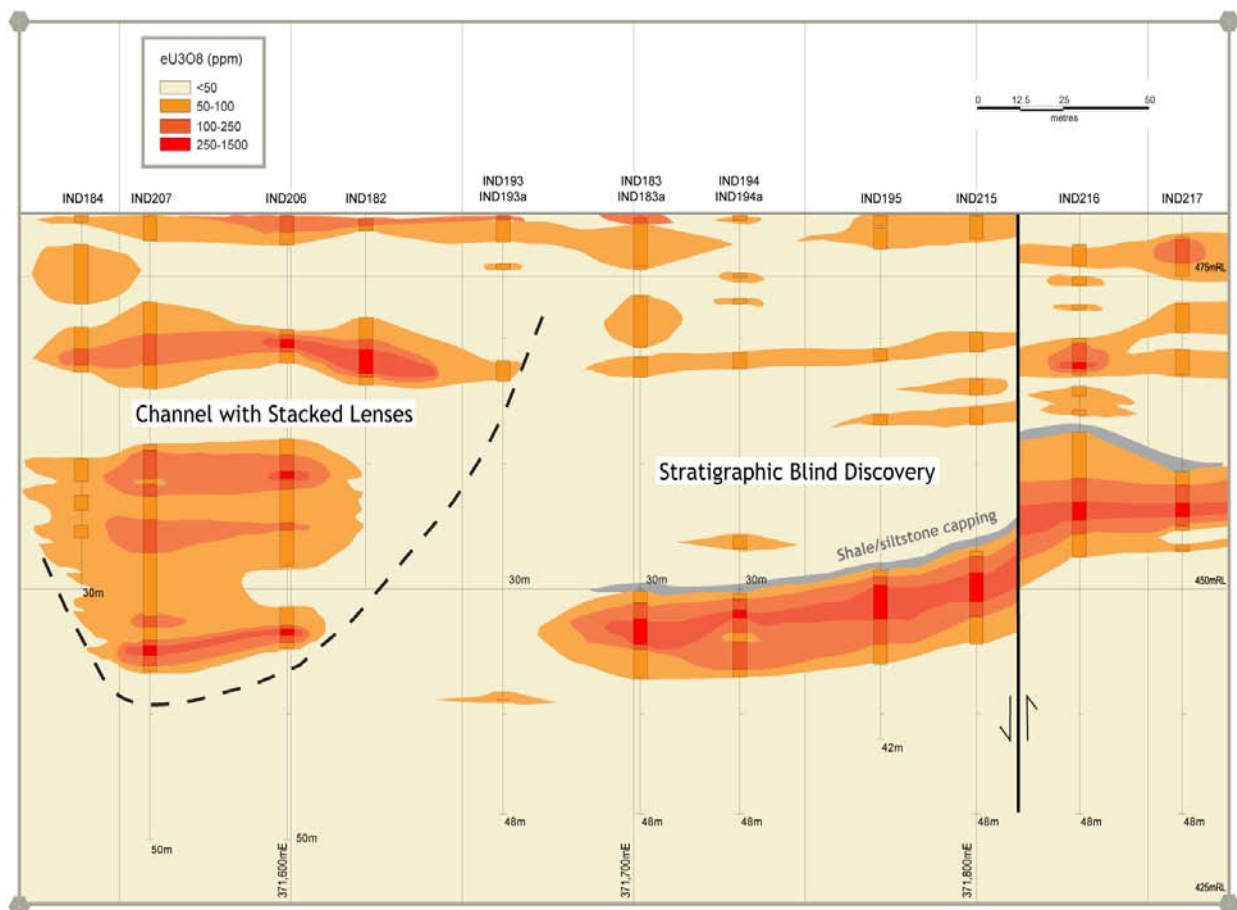 eU3O8 (ppm)
<50
50-100
100-250
250-1500
0 12.5 25 50
metres
IND184 IND207 IND206 IND182 IND193 IND183 IND194 IND195 IND215 IND216 IND217
IND193a IND183a IND194a
475mRL
Channel with Stacked Lenses
Stratigraphic Blind Discovery
Shale/siltstone capping
30m 30m 30m 30m
450mRL
42m
48m 48m 48m 48m 48m 48m
50m 50m
371,600mE 371,700mE 371,800mE
425mRL